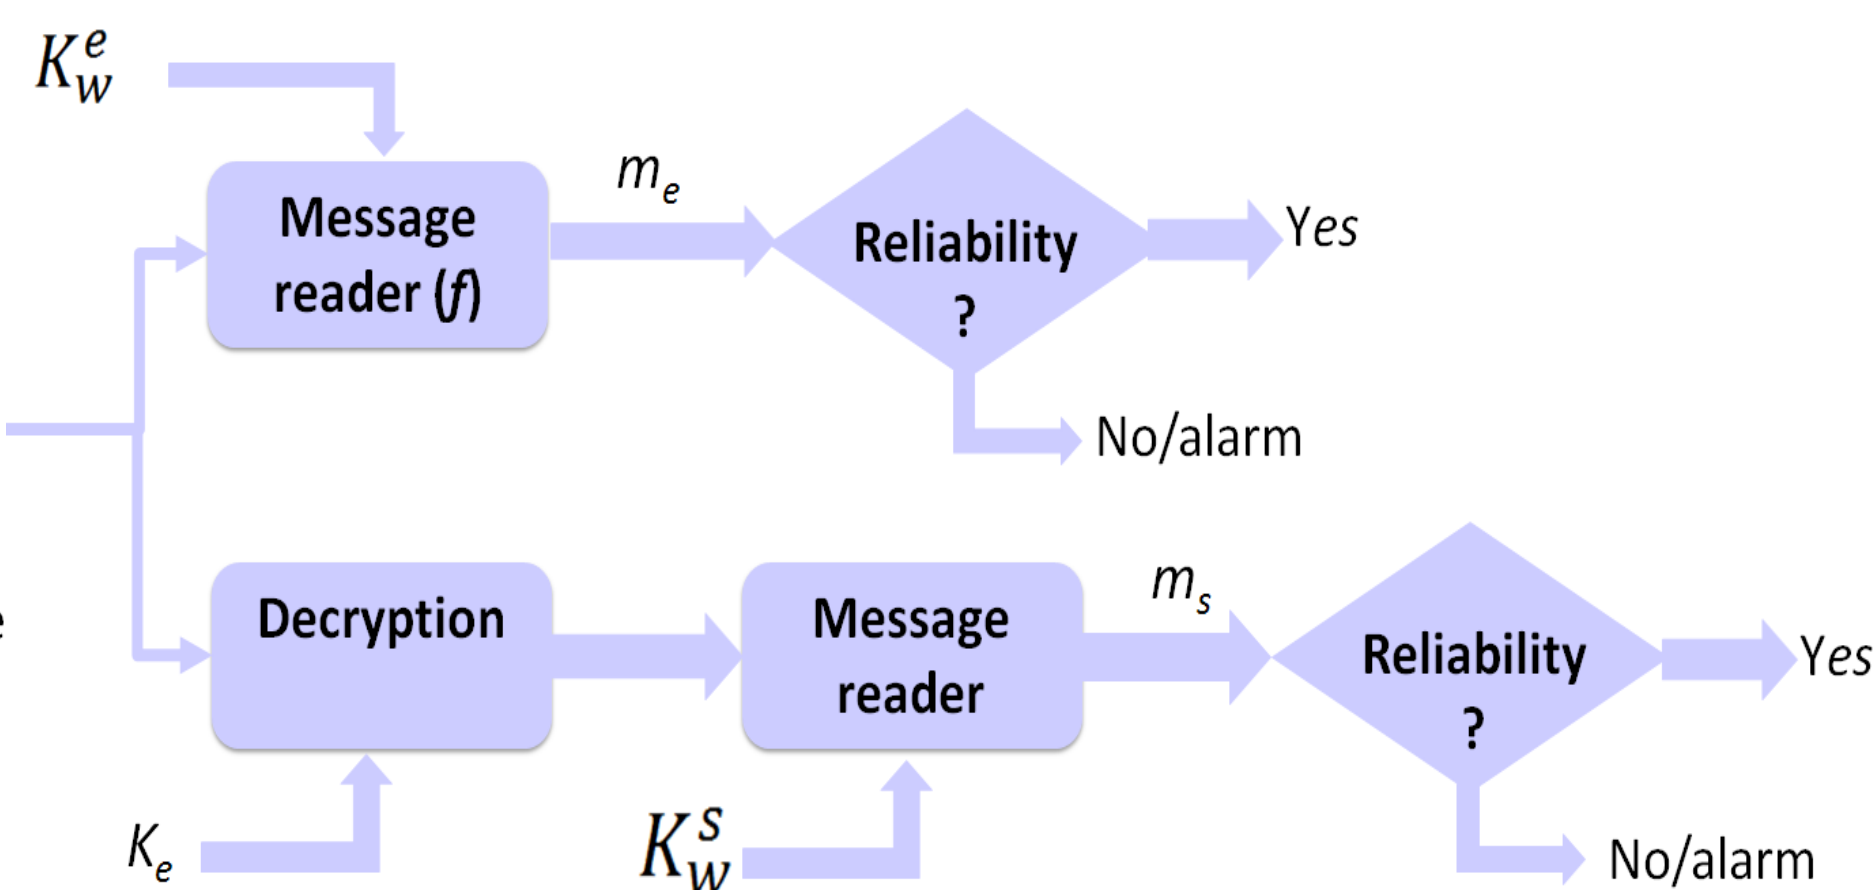 K_w^e
m_e
Message
reader (f)
Reliability
?
Yes
No/alarm
e
Decryption
Message
reader
m_s
Reliability
?
Yes
K_e
K_w^s
No/alarm